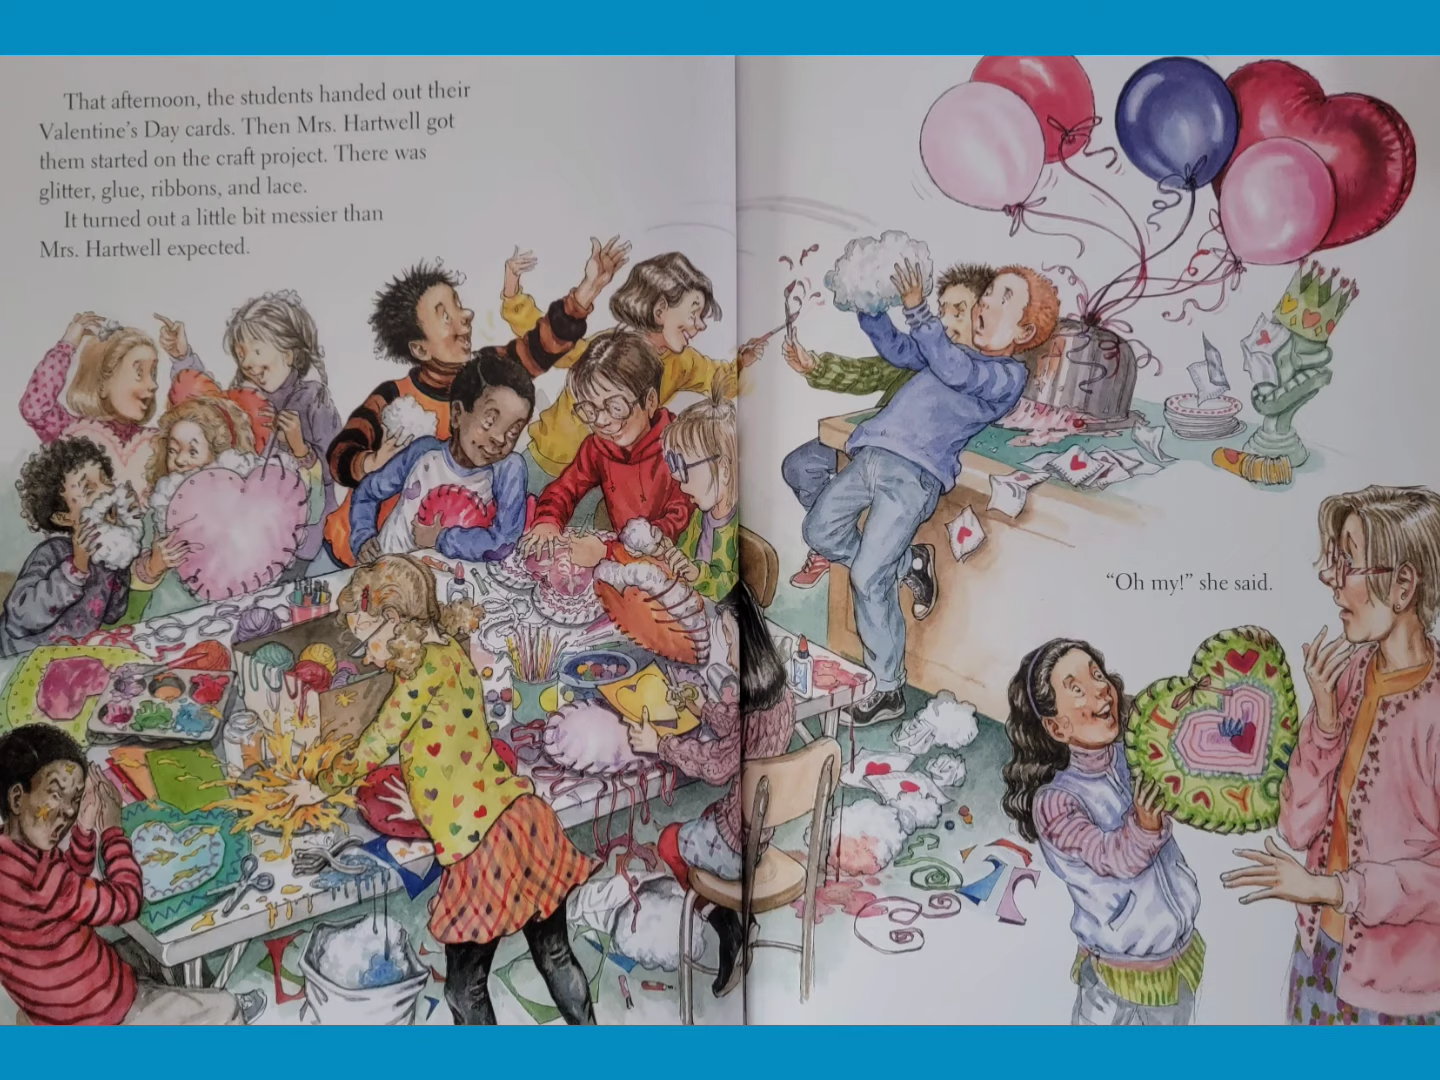 That afternoon, the students handed out their
Valentine's Day cards. Then Mrs. Hartwell got
them started on the craft project. There was
glitter, glue, ribbons, and lace.
It turned out a little bit messier than
Mrs. Hartwell expected.
"Oh my!" she said.